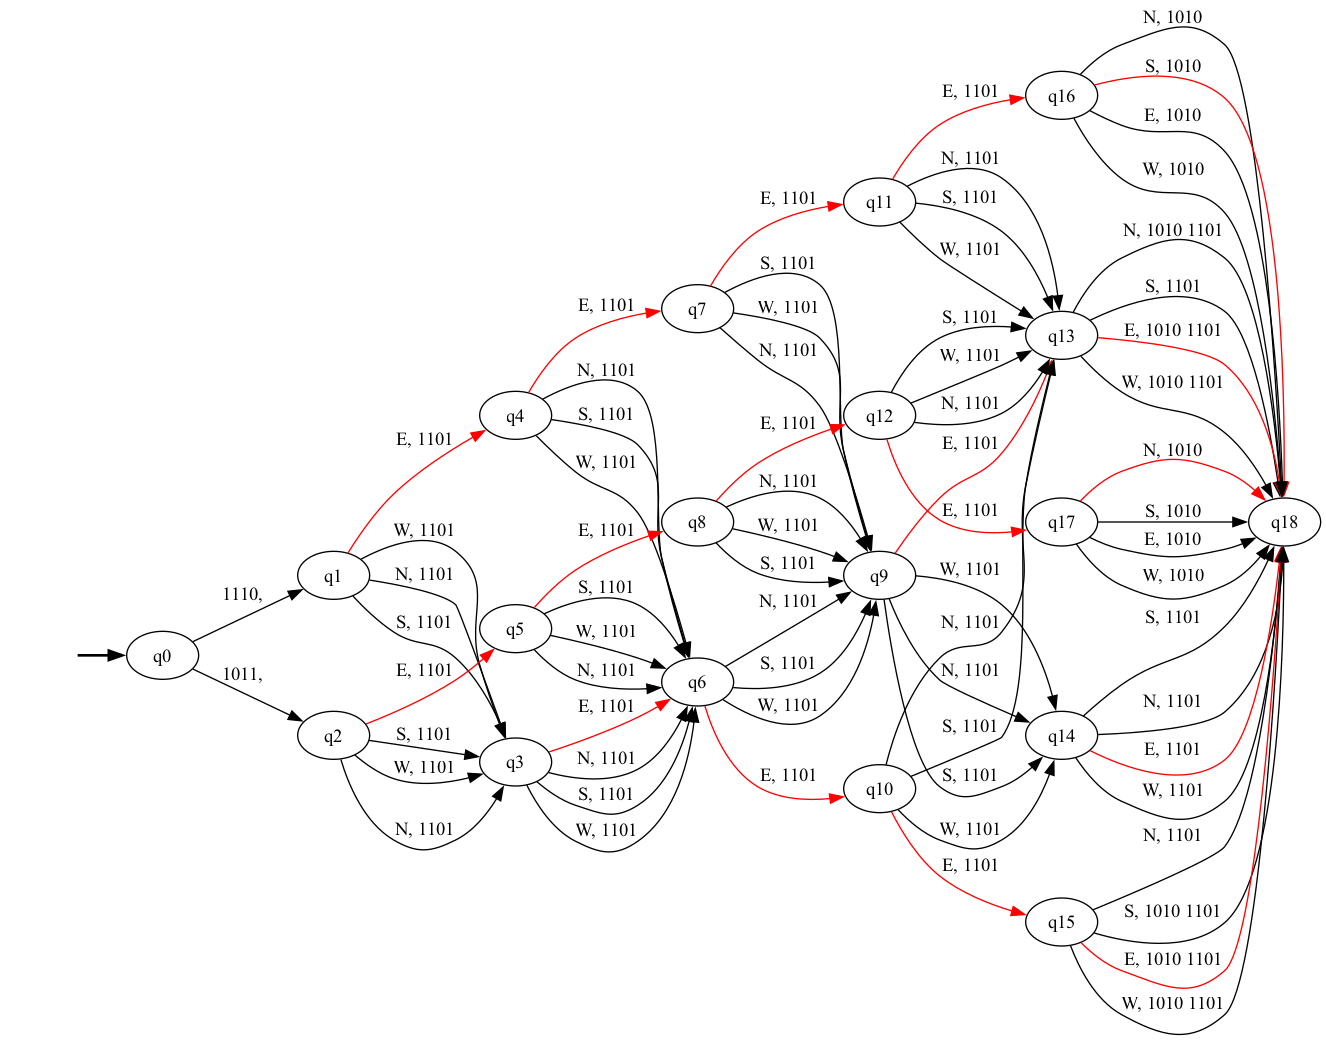 N, 1010
S, 1010
q16
E, 1101
E, 1010
N, 1101
W, 1010
E, 1101
q11
S, 1101
N, 1010 1101
W, 1101
S, 1101
S, 1010
E, 1101
q7
W, 1101
S, 1101
q13
E, 1010 1101
N, 1101
W, 1101
N, 1101
W, 1010 1101
q4
S, 1101
E, 1101
q12
N, 1101
E, 1101
W, 1101
E, 1101
N, 1010
N, 1101
E, 1101
q17
S, 1010
q18
E, 1101
q8
W, 1101
E, 1010
W, 1101
N, 1101
S, 1101
W, 1101
W, 1010
q1
q9
1110,
S, 1101
N, 1101
S, 1101
q5
W, 1101
N, 1101
S, 1101
q0
1011,
E, 1101
N, 1101
S, 1101
N, 1101
q6
E, 1101
W, 1101
N, 1101
q2
S, 1101
S, 1101
q14
W, 1101
q3
N, 1101
E, 1101
S, 1101
E, 1101
q10
S, 1101
W, 1101
N, 1101
W, 1101
W, 1101
N, 1101
E, 1101
q15
S, 1010 1101
E, 1010 1101
W, 1010 1101